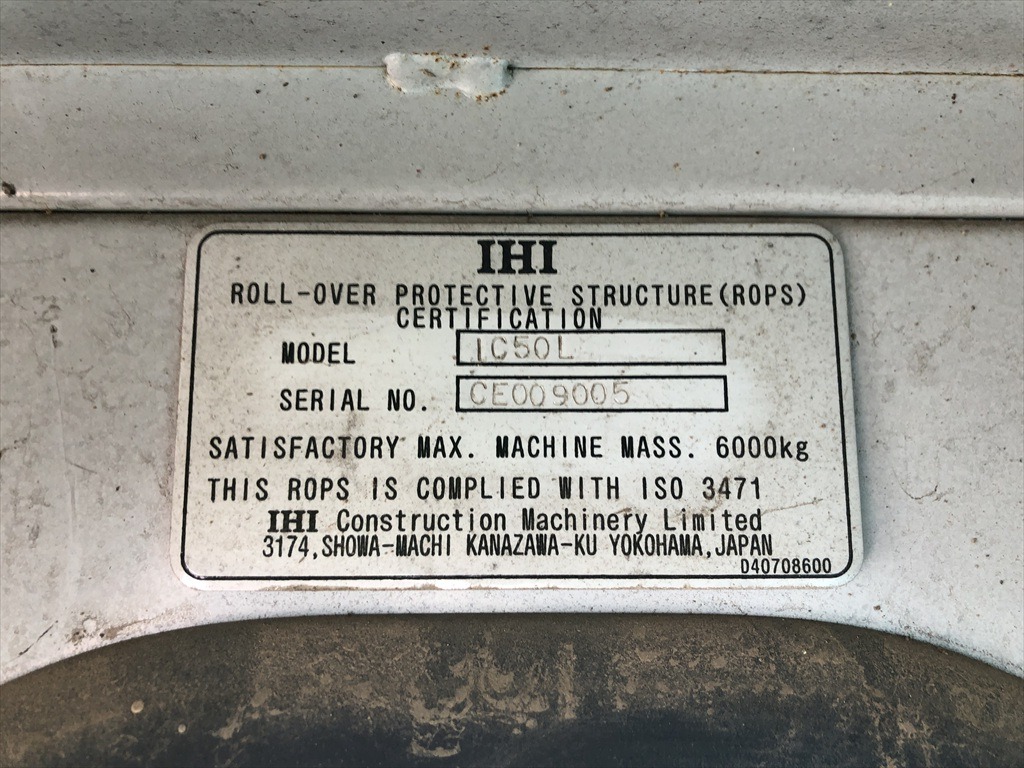 IHI
ROLL-OVER PROTECTIVE STRUCTURE(ROPS)
CERTIFICATION
MODEL IC50L
SERIAL NO. CE009005
SATISFACTORY MAX. MACHINE MASS. 6000kg
THIS ROPS IS COMPLIED WITH ISO 3471
IHI Construction Machinery Limited
3174,SHOWA-MACHI KANAZAWA-KU YOKOHAMA,JAPAN
D40708600